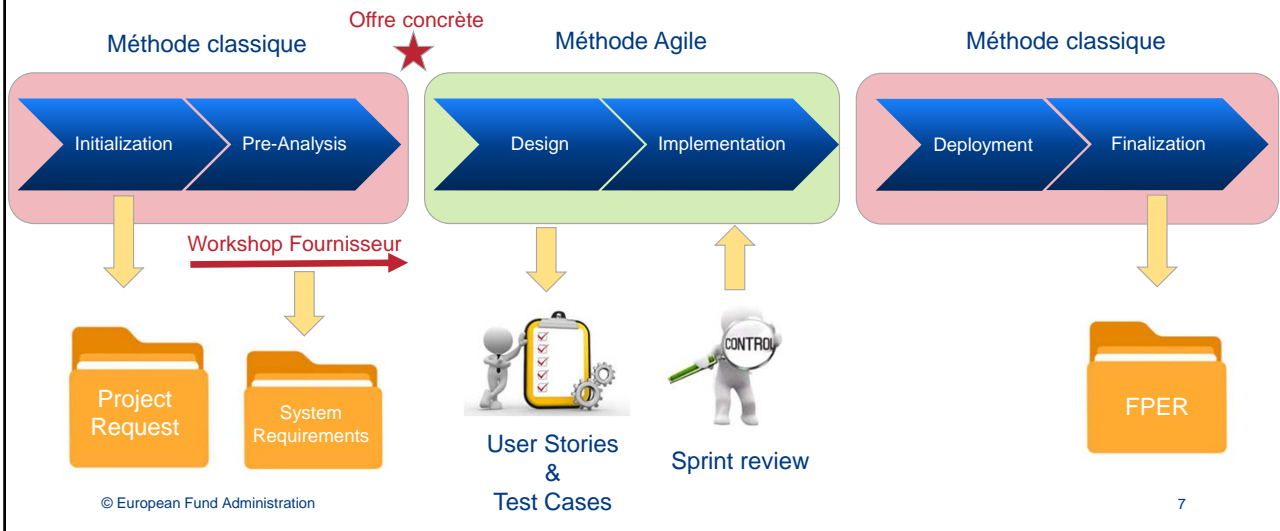 Offre concrète
Méthode classique
Méthode Agile
Méthode classique
Initialization
Pre-Analysis
Design
Implementation
Deployment
Finalization
Workshop Fournisseur
Project
Request
System
Requirements
CONTROL
FPER
User Stories
&
Test Cases
Sprint review
© European Fund Administration
7